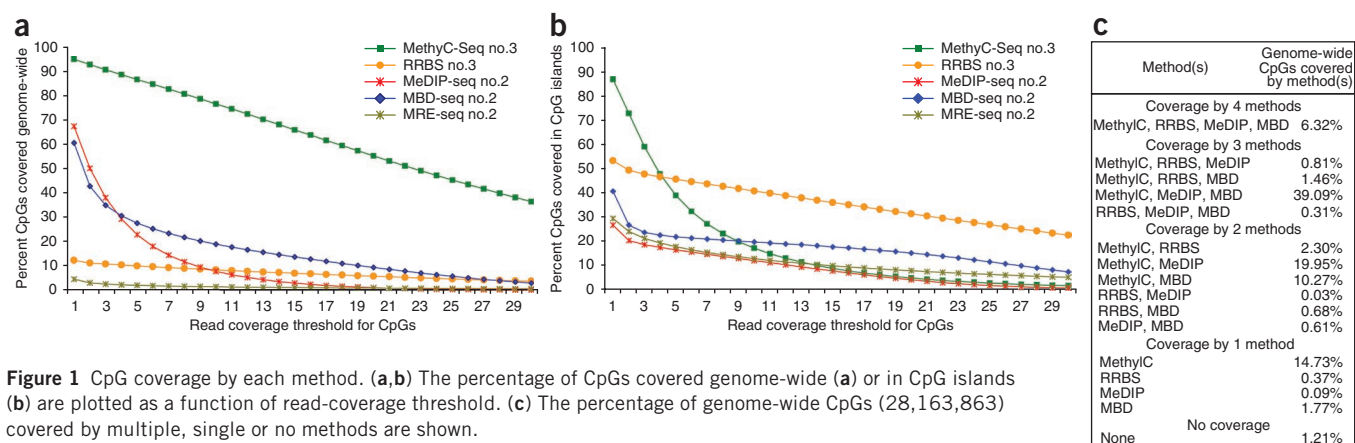 a
Percent CpGs covered genome-wide
100
90
80
70
60
50
40
30
20
10
0
1 3 5 7 9 11 13 15 17 19 21 23 25 27 29
Read coverage threshold for CpGs
MethyC-Seq no.3
RRBS no.3
MeDIP-seq no.2
MBD-seq no.2
MRE-seq no.2
b
Percent CpGs covered in CpG islands
100
90
80
70
60
50
40
30
20
10
0
1 3 5 7 9 11 13 15 17 19 21 23 25 27 29
Read coverage threshold for CpGs
MethyC-Seq no.3
RRBS no.3
MeDIP-seq no.2
MBD-seq no.2
MRE-seq no.2
c
Method(s)
Genome-wide
CpGs covered
by method(s)
Coverage by 4 methods
MethylC, RRBS, MeDIP, MBD 6.32%
Coverage by 3 methods
MethylC, RRBS, MeDIP 0.81%
MethylC, RRBS, MBD 1.46%
MethylC, MeDIP, MBD 39.09%
RRBS, MeDIP, MBD 0.31%
Coverage by 2 methods
MethylC, RRBS 2.30%
MethylC, MeDIP 19.95%
MethylC, MBD 10.27%
RRBS, MeDIP 0.03%
RRBS, MBD 0.68%
MeDIP, MBD 0.61%
Coverage by 1 method
MethylC 14.73%
RRBS 0.37%
MeDIP 0.09%
MBD 1.77%
No coverage
None 1.21%
Figure 1 CpG coverage by each method. (a,b) The percentage of CpGs covered genome-wide (a) or in CpG islands
(b) are plotted as a function of read-coverage threshold. (c) The percentage of genome-wide CpGs (28,163,863)
covered by multiple, single or no methods are shown.